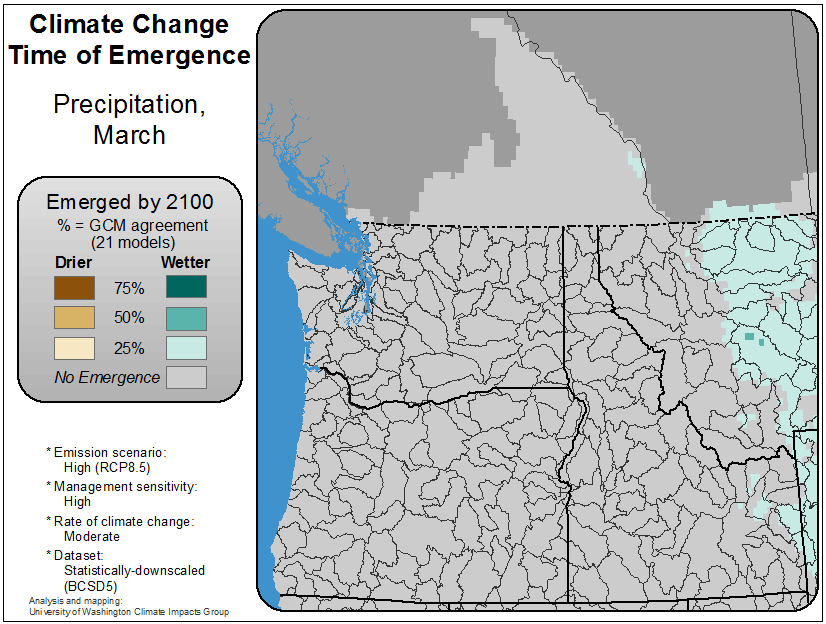 Climate Change
Time of Emergence
Precipitation,
March
Emerged by 2100
% = GCM agreement
(21 models)
Drier Wetter
75%
50%
25%
No Emergence
* Emission scenario:
High (RCP8.5)
* Management sensitivity:
High
* Rate of climate change:
Moderate
* Dataset:
Statistically-downscaled
(BCSD5)
Analysis and mapping:
University of Washington Climate Impacts Group